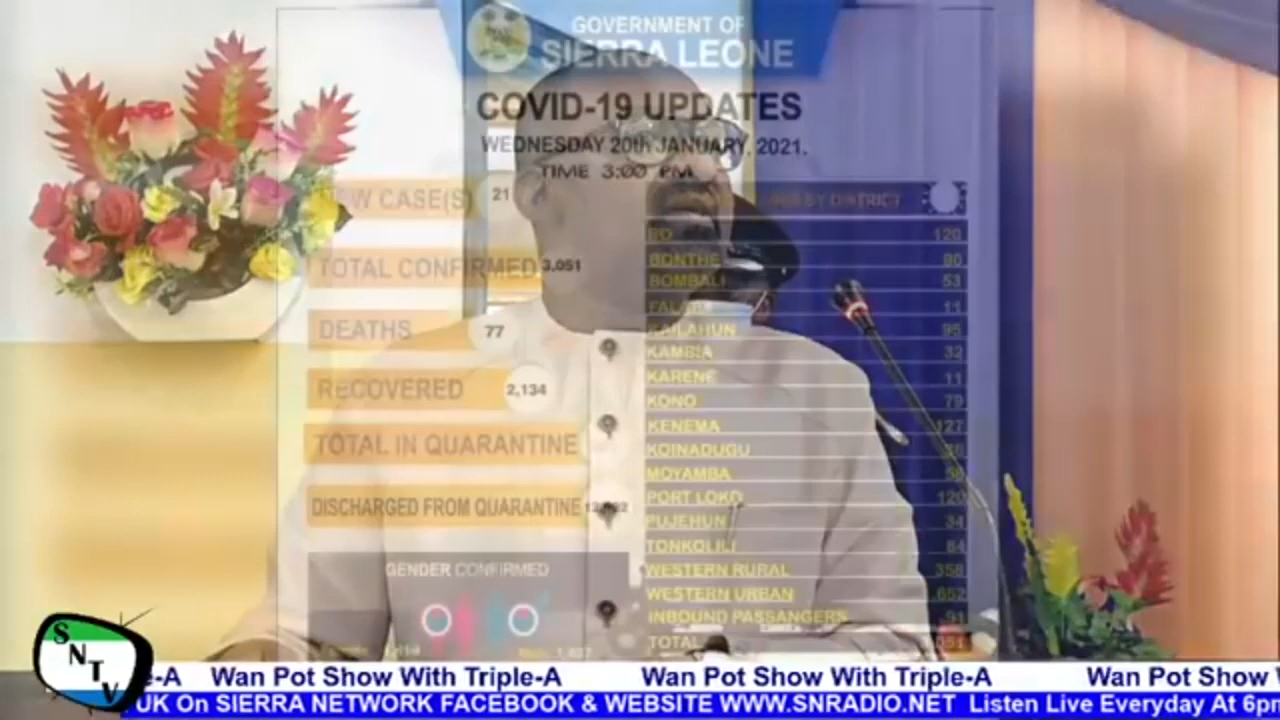 GOVERNMENT OF
SIERRA LEONE
COVID-19 UPDATES
WEDNESDAY 20th JANUARY, 2021.
TIME 3:00 PM
W CASE(S) 21
TOTAL CONFIRMED 3,051
DEATHS 77
RECOVERED 2,134
TOTAL IN QUARANTINE
DISCHARGED FROM QUARANTINE
GENDER CONFIRMED
BY DISTRICT
BO 120
BONTHE 80
BOMBALI 53
11
KAILAHUN 95
KAMBIA 32
KARENE 11
KONO 79
KENEMA 127
KOINADUGU
MOYAMBA
PORT LOKO 120
PUJEHUN 34
TONKOLILI 84
WESTERN RURAL 358
WESTERN URBAN
INBOUND PASSANGERS 91
TOTAL
SNTV
e-A Wan Pot Show With Triple-A Wan Pot Show With Triple-A Wan Pot Show
UK On SIERRA NETWORK FACEBOOK & WEBSITE WWW.SNRADIO.NET Listen Live Everyday At 6pm